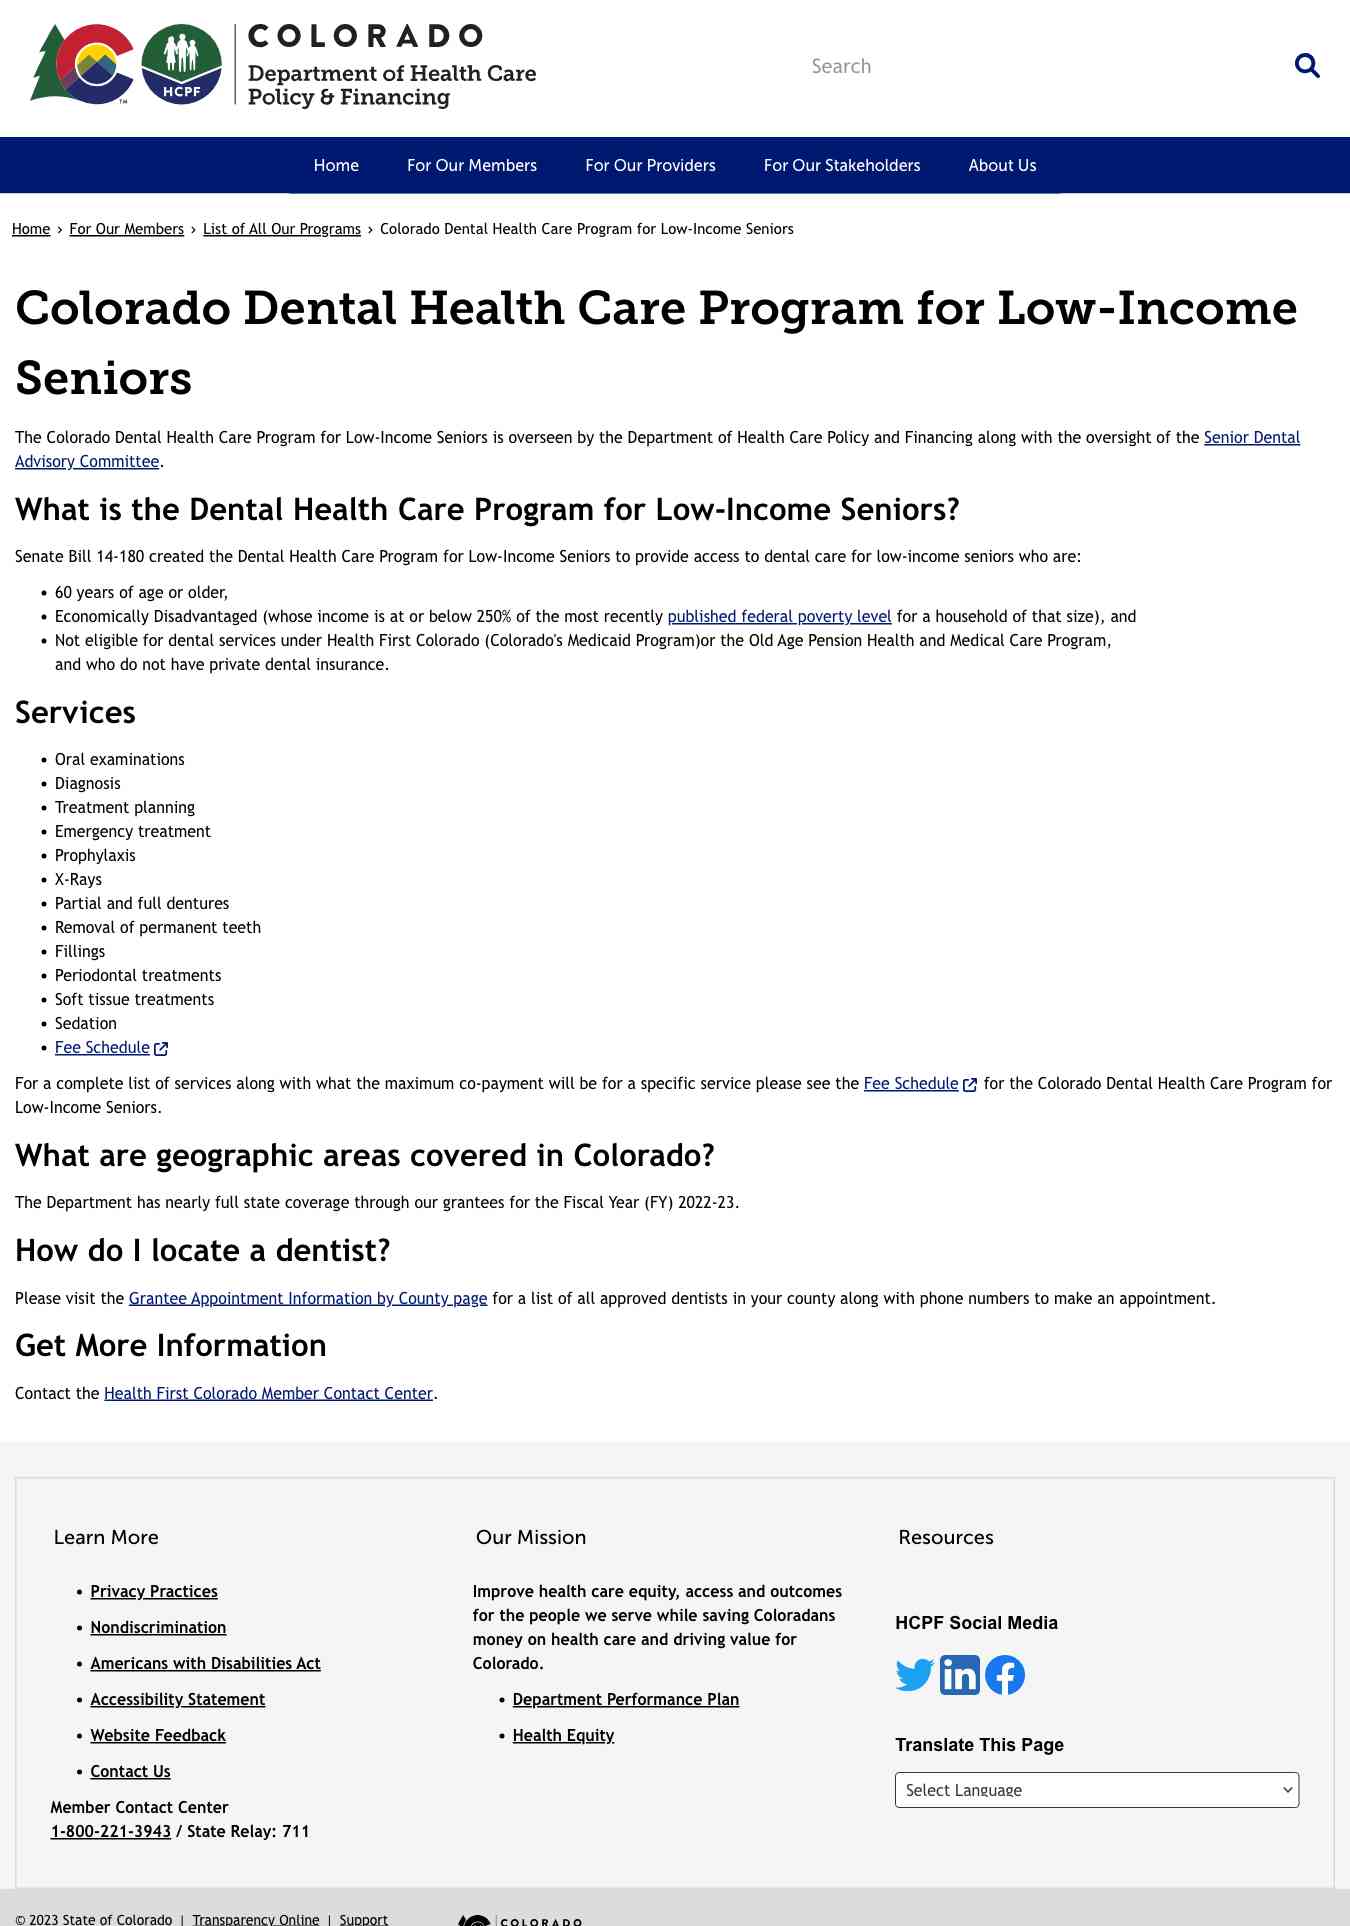 HCPF
TM
COLORADO
Department of Health Care
Policy & Financing
Search
Home For Our Members For Our Providers For Our Stakeholders About Us
Home › For Our Members › List of All Our Programs › Colorado Dental Health Care Program for Low-Income Seniors
Colorado Dental Health Care Program for Low-Income
Seniors
The Colorado Dental Health Care Program for Low-Income Seniors is overseen by the Department of Health Care Policy and Financing along with the oversight of the Senior Dental
Advisory Committee.
What is the Dental Health Care Program for Low-Income Seniors?
Senate Bill 14-180 created the Dental Health Care Program for Low-Income Seniors to provide access to dental care for low-income seniors who are:
• 60 years of age or older,
• Economically Disadvantaged (whose income is at or below 250% of the most recently published federal poverty level for a household of that size), and
• Not eligible for dental services under Health First Colorado (Colorado's Medicaid Program)or the Old Age Pension Health and Medical Care Program,
and who do not have private dental insurance.
Services
• Oral examinations
• Diagnosis
• Treatment planning
• Emergency treatment
• Prophylaxis
• X-Rays
• Partial and full dentures
• Removal of permanent teeth
• Fillings
• Periodontal treatments
• Soft tissue treatments
• Sedation
• Fee Schedule
For a complete list of services along with what the maximum co-payment will be for a specific service please see the Fee Schedule for the Colorado Dental Health Care Program for
Low-Income Seniors.
What are geographic areas covered in Colorado?
The Department has nearly full state coverage through our grantees for the Fiscal Year (FY) 2022-23.
How do I locate a dentist?
Please visit the Grantee Appointment Information by County page for a list of all approved dentists in your county along with phone numbers to make an appointment.
Get More Information
Contact the Health First Colorado Member Contact Center.
Learn More
• Privacy Practices
• Nondiscrimination
• Americans with Disabilities Act
• Accessibility Statement
• Website Feedback
• Contact Us
Member Contact Center
1-800-221-3943 / State Relay: 711
Our Mission
Improve health care equity, access and outcomes
for the people we serve while saving Coloradans
money on health care and driving value for
Colorado.
• Department Performance Plan
• Health Equity
Resources
HCPF Social Media
in
Translate This Page
Select Language
© 2023 State of Colorado | Transparency Online | Support
COLORADO